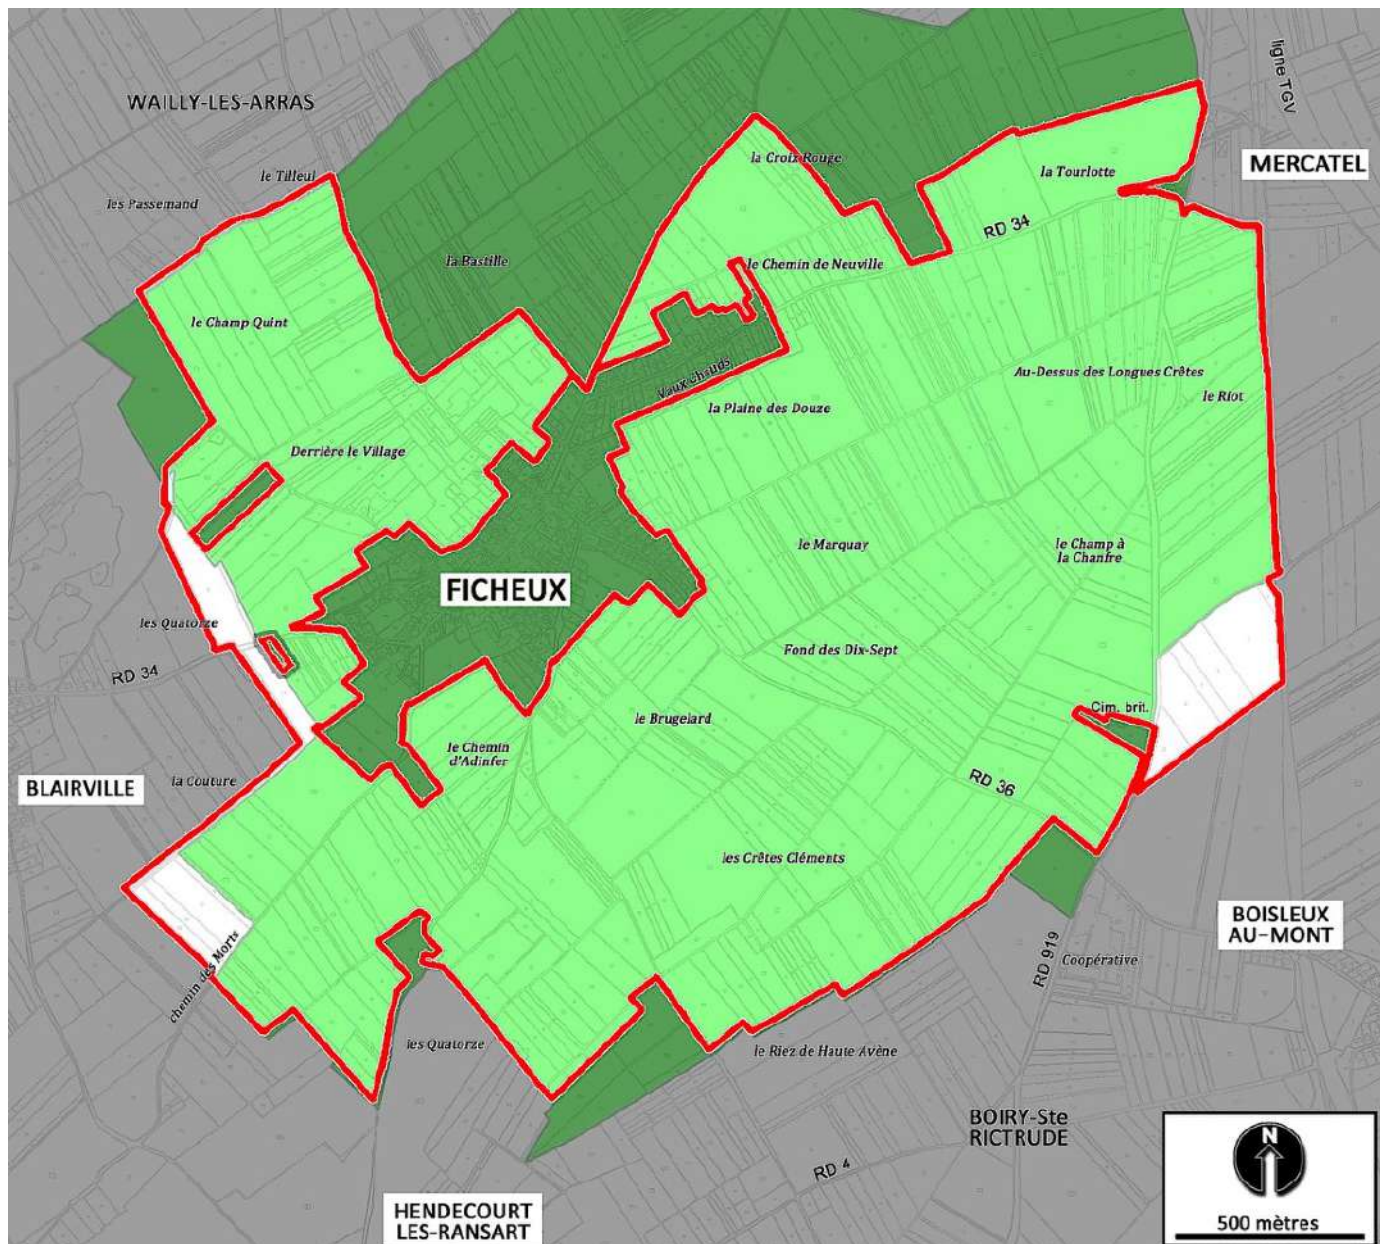 ligne TGV
WAILLY-LES-ARRAS
la Croix Rouge
MERCATEL
le Tilleul
la Tourlotte
les Passemand
RD 34
la Bastille
le Chemin de Neuville
le Champ Quint
Vaux Chauds
Au-Dessus des Longues Crêtes
le Riot
la Plaine des Douze
Derrière le Village
le Marquay
le Champ à
la Chanfre
FICHEUX
les Quatorze
Fond des Dix-Sept
RD 34
Cim. brit.
le Brugelard
le Chemin
d'Adinfer
la Couture
RD 36
BLAIRVILLE
les Crêtes Cléments
BOISLEUX
AU-MONT
chemin des Morts
RD 919
Coopérative
les Quatorze
le Riez de Haute Avène
BOIRY-Ste
RICTRUDE
RD 4
N
HENDECOURT
LES-RANSART
500 mètres